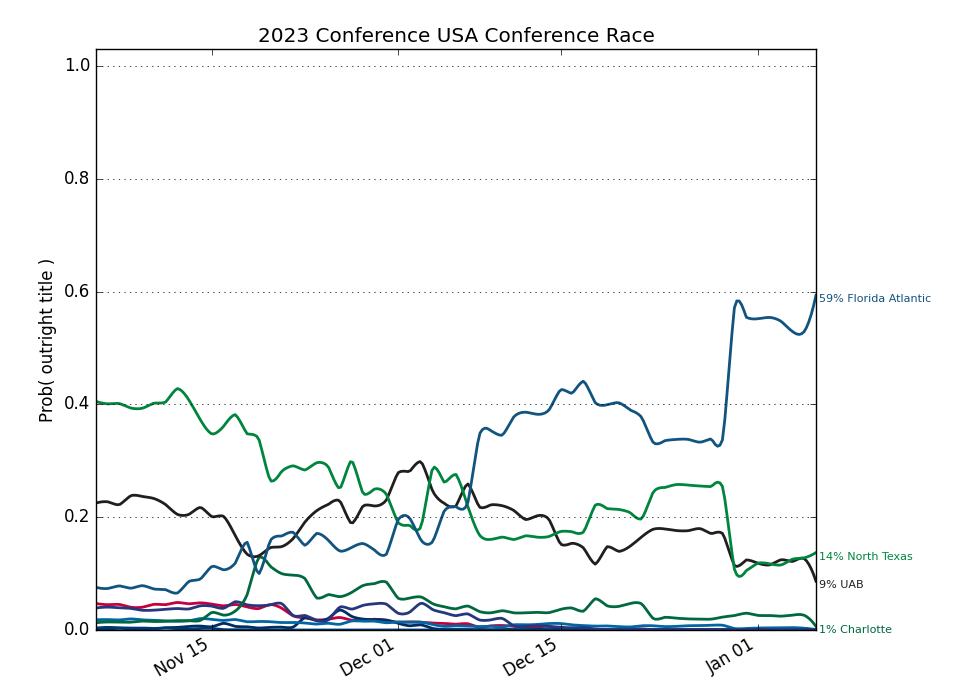 2023 Conference USA Conference Race
Prob( outright title )
1.0
0.8
0.6
0.4
0.2
0.0
59% Florida Atlantic
14% North Texas
9% UAB
1% Charlotte
Nov 15
Dec 01
Dec 15
Jan 01